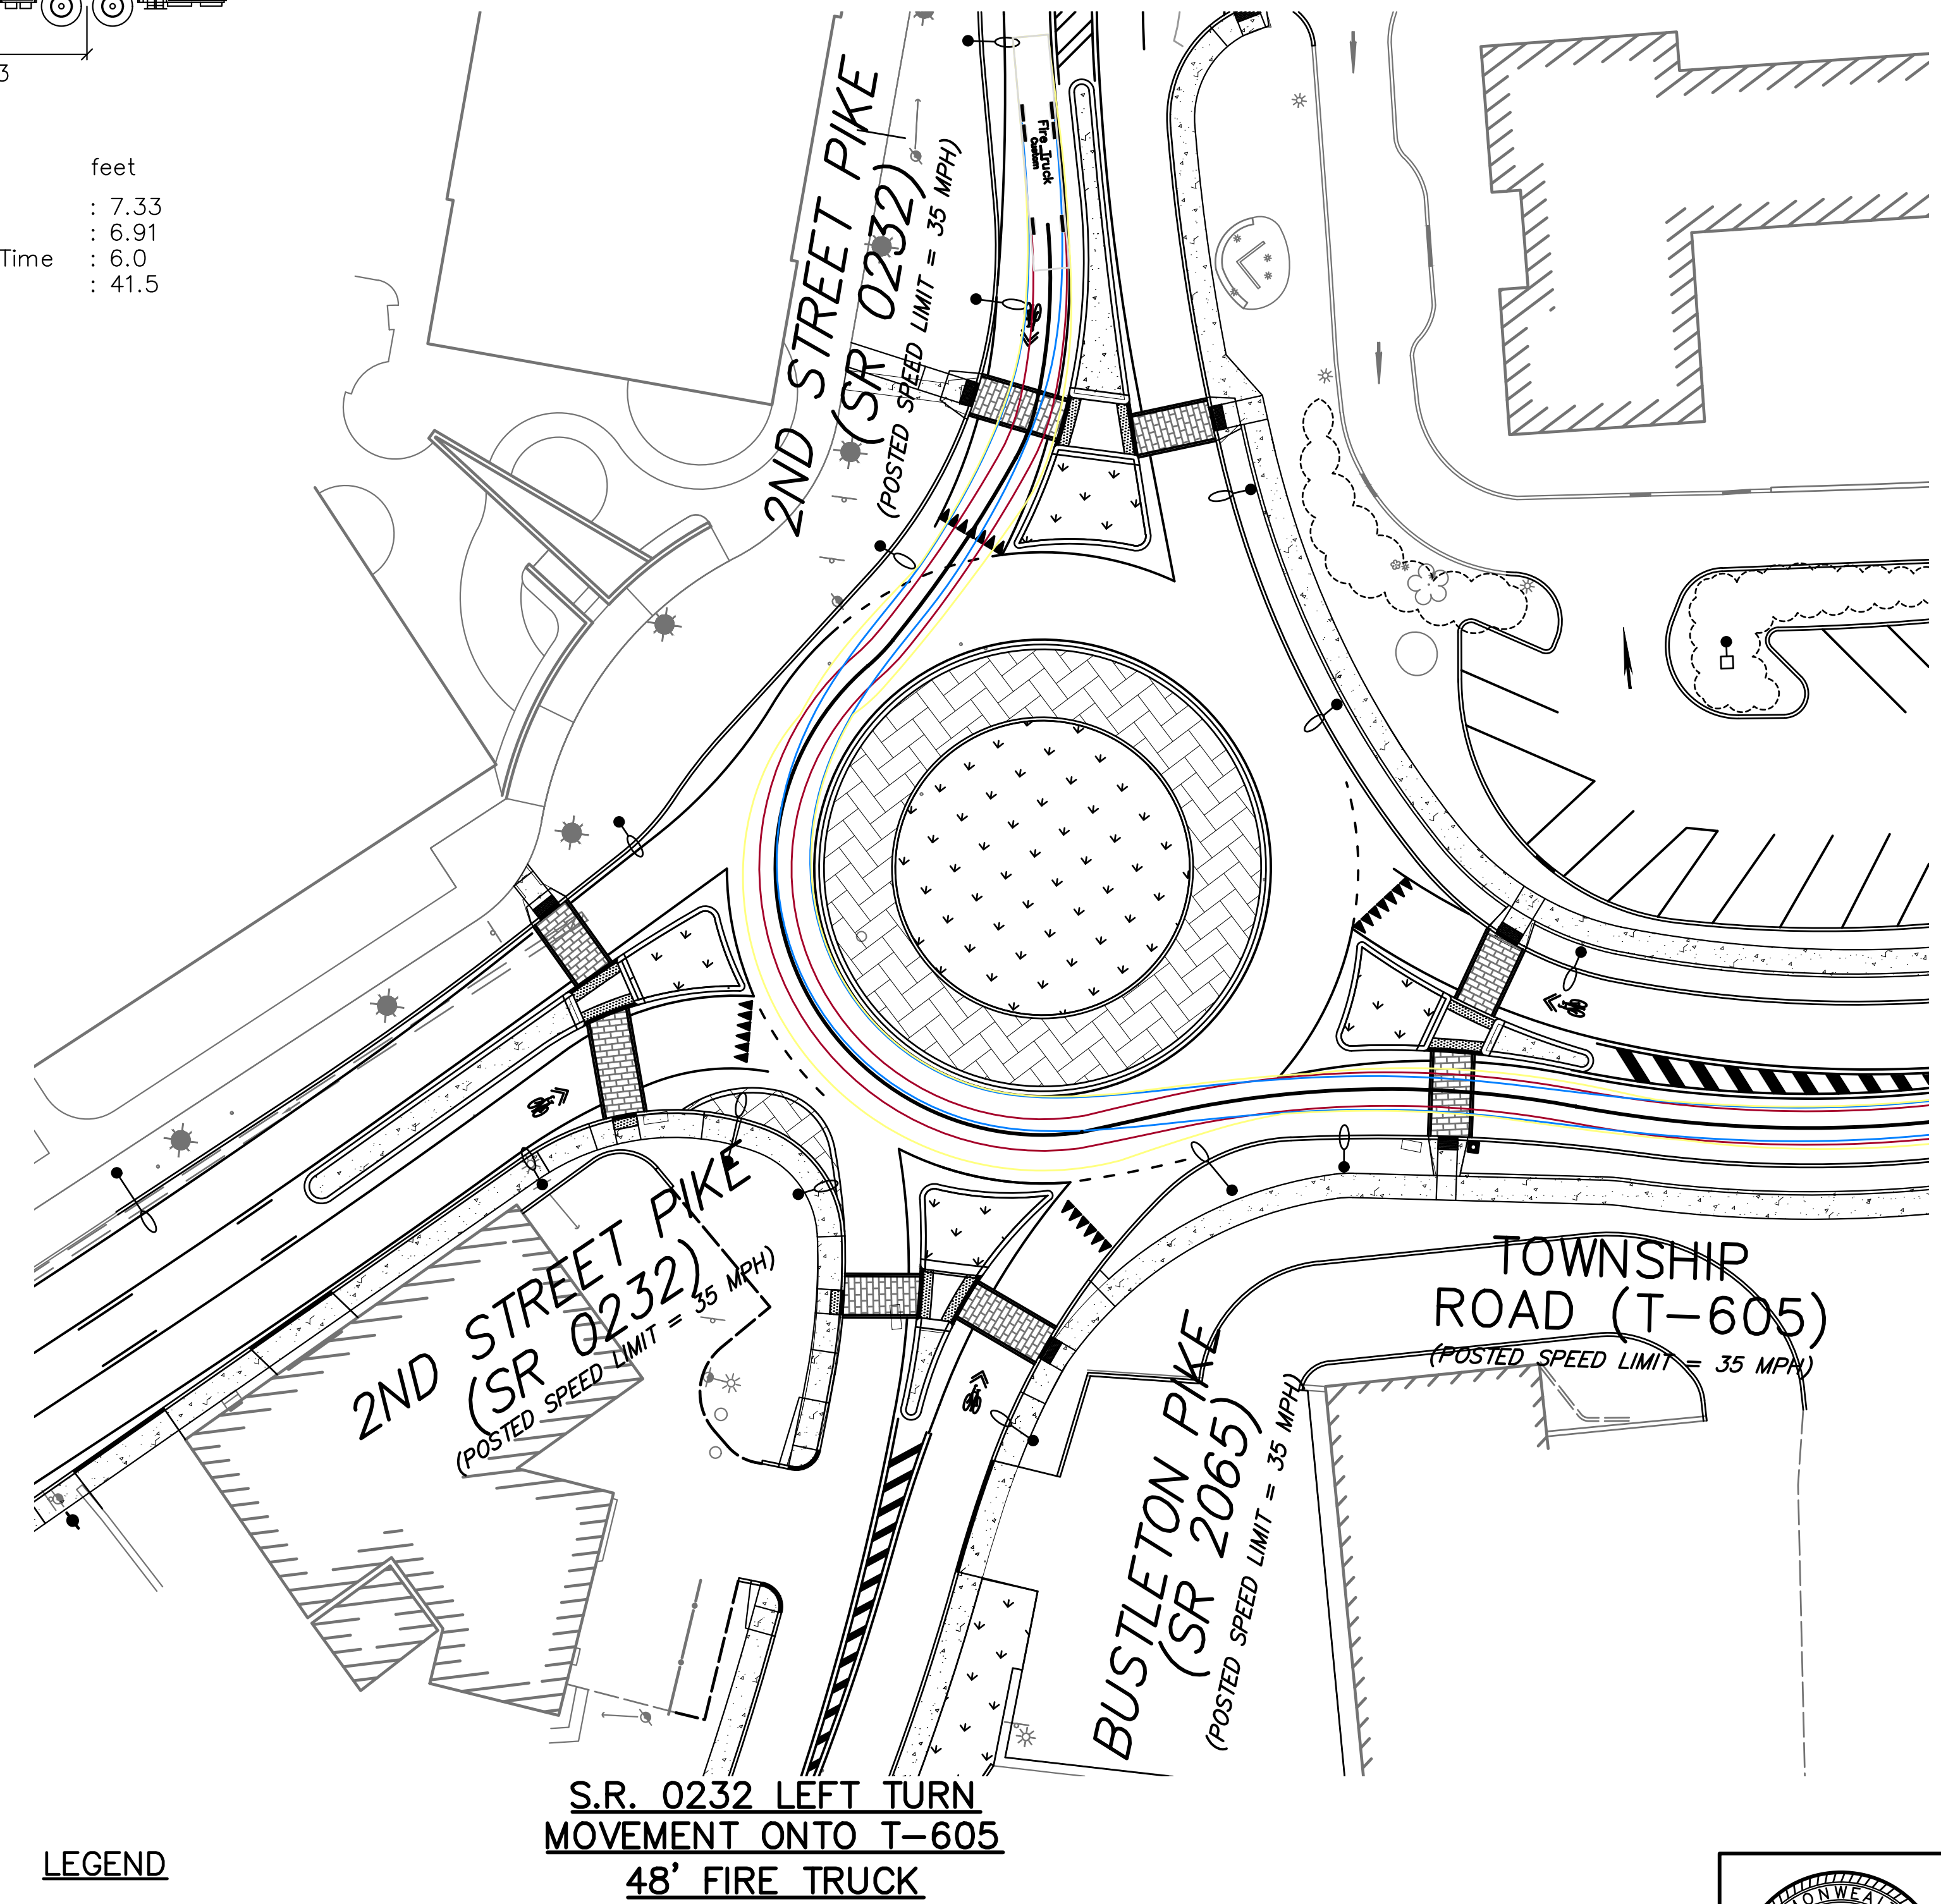 3
feet
: 7.33
: 6.91
Time : 6.0
: 41.5
2ND STREET PIKE
(SR 0232)
(POSTED SPEED LIMIT = 35 MPH)
Fire Truck
Custom
2ND STREET PIKE
(SR 0232)
(POSTED SPEED LIMIT = 35 MPH)
TOWNSHIP
ROAD (T-605)
(POSTED SPEED LIMIT = 35 MPH)
BUSTLETON PIKE
(SR 2065)
(POSTED SPEED LIMIT = 35 MPH)
S.R. 0232 LEFT TURN
MOVEMENT ONTO T-605
48' FIRE TRUCK
LEGEND
MONWEA